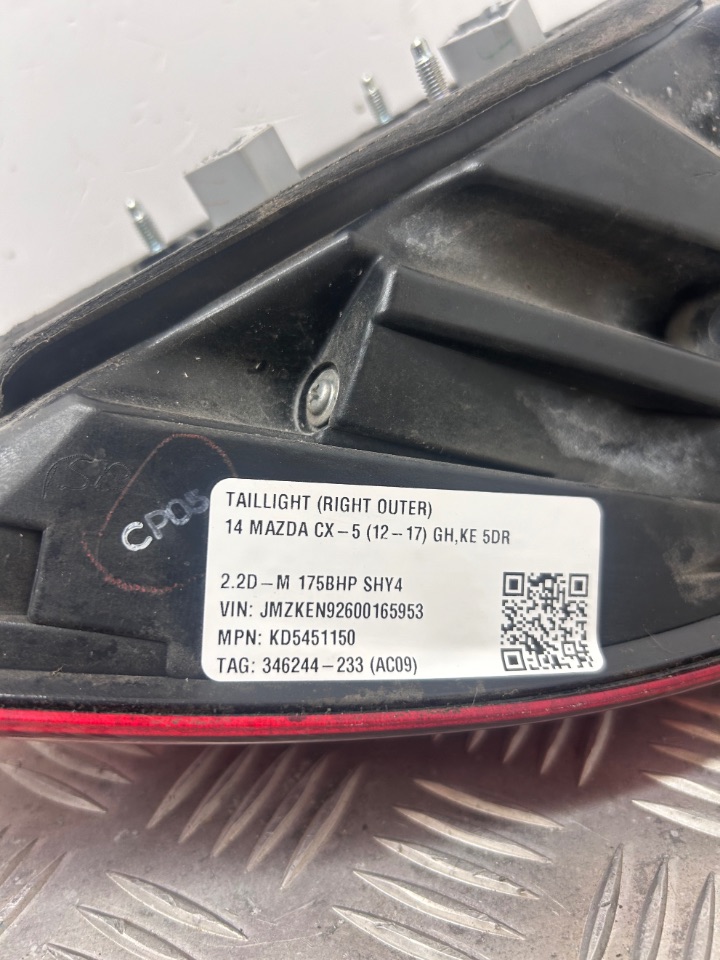 CP05
TAILLIGHT (RIGHT OUTER)
14 MAZDA CX-5 (12-17) GH,KE 5DR
2.2D-M 175BHP SHY4
VIN: JMZKEN92600165953
MPN: KD5451150
TAG: 346244-233 (AC09)